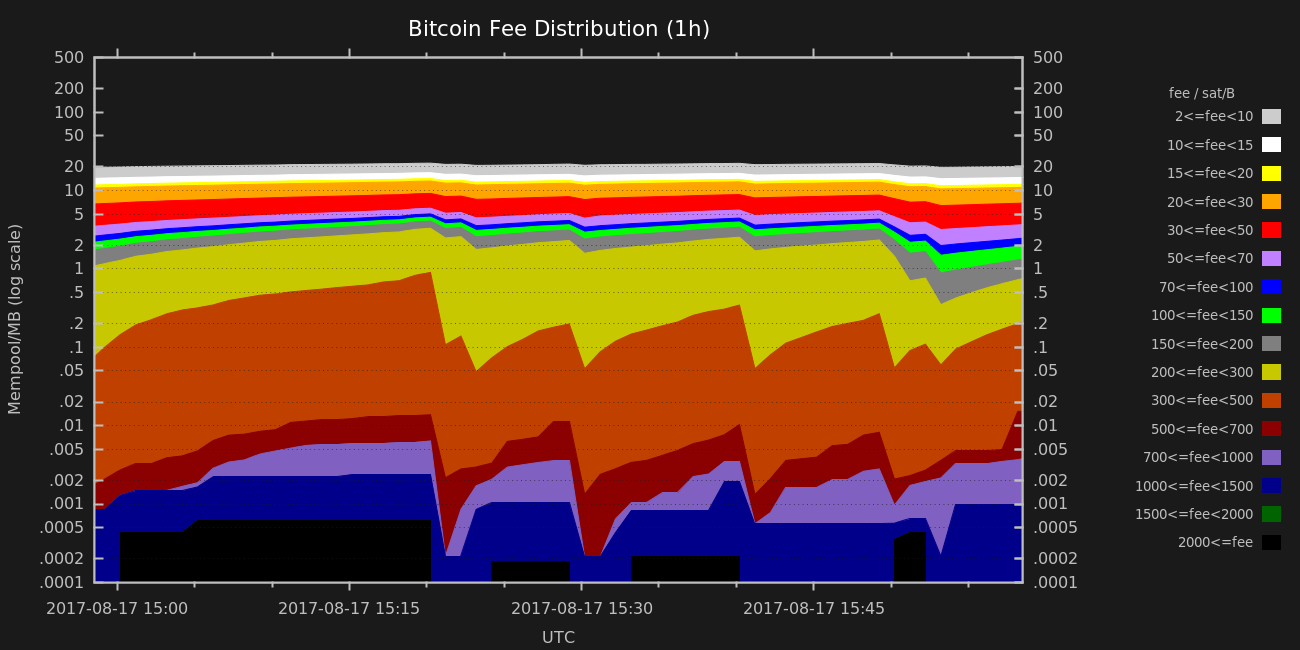 Bitcoin Fee Distribution (1h)
500
200
100
50
20
10
5
2
1
.5
.2
.1
.05
.02
.01
.005
.002
.001
.0005
.0002
.0001
Mempool/MB (log scale)
500
200
100
50
20
10
5
2
1
.5
.2
.1
.05
.02
.01
.005
.002
.001
.0005
.0002
.0001
2017-08-17 15:00
2017-08-17 15:15
2017-08-17 15:30
2017-08-17 15:45
UTC
fee / sat/B
2<=fee<10
10<=fee<15
15<=fee<20
20<=fee<30
30<=fee<50
50<=fee<70
70<=fee<100
100<=fee<150
150<=fee<200
200<=fee<300
300<=fee<500
500<=fee<700
700<=fee<1000
1000<=fee<1500
1500<=fee<2000
2000<=fee